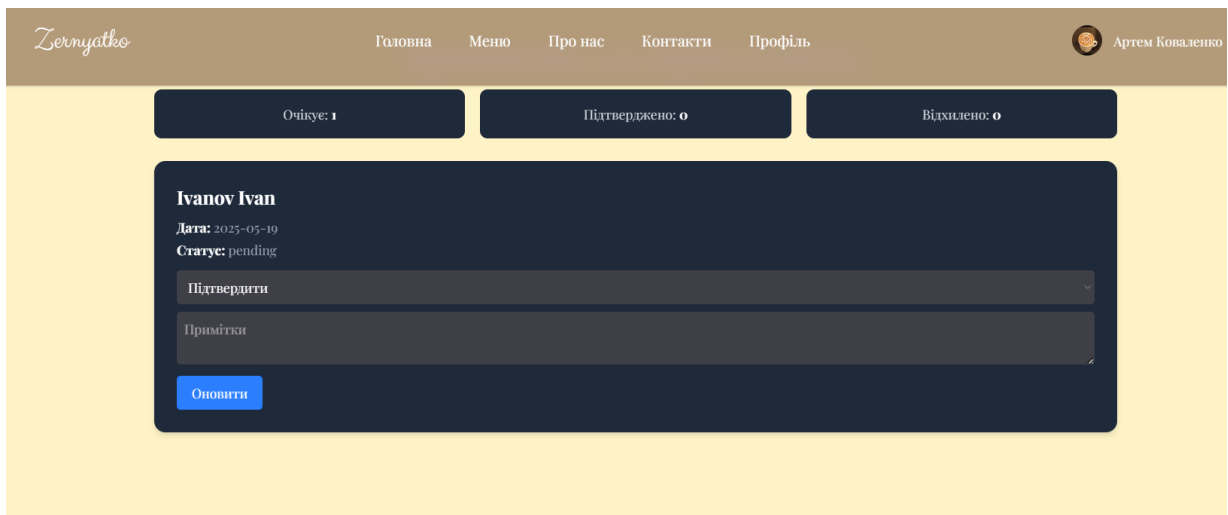 Zernyatko
Головна Меню Про нас Контакти Профіль
Артем Коваленко
Очікує: 1 Підтверджено: 0 Відхилено: 0
Ivanov Ivan
Дата: 2025-05-19
Статус: pending
Підтвердити
Примітки
Оновити